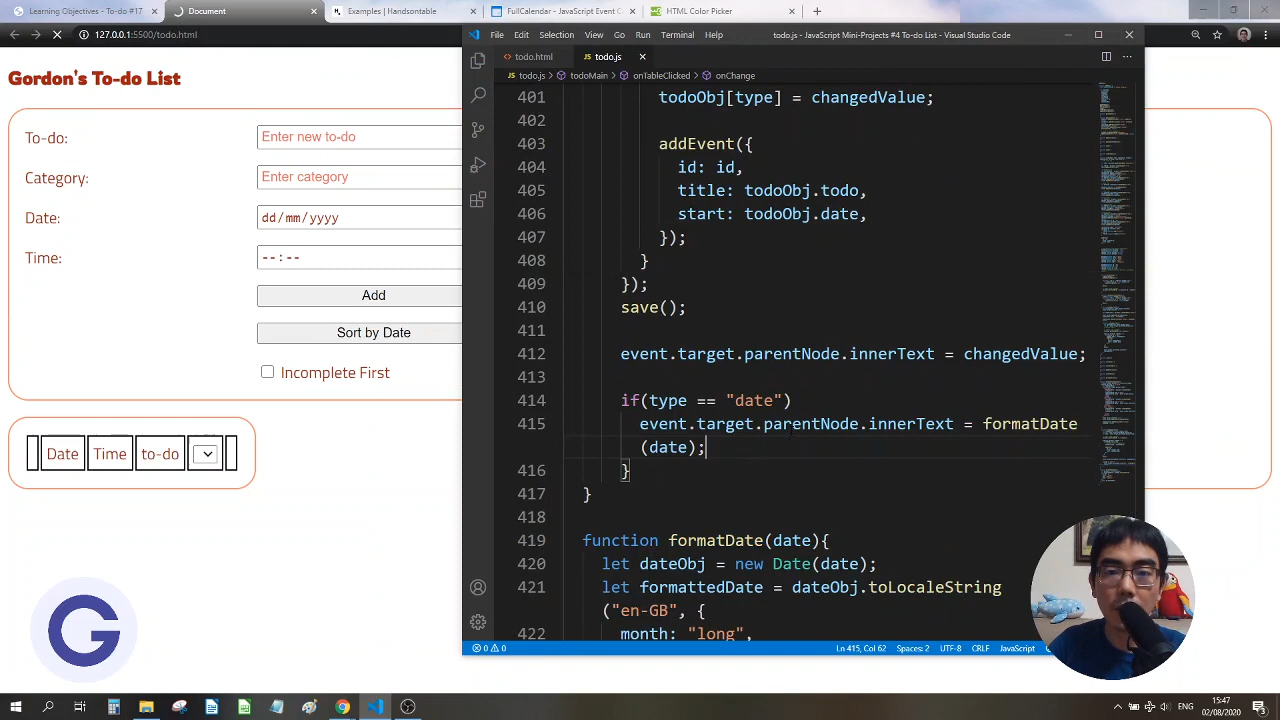 Learning Objectives - To-do #17
Document
Examples | Handsontable
FullCalendar - JavaScript Event C
HTML Color Picker
127.0.0.1:5500/todo.html
File Edit Selection View Go Run Terminal Help
todo.js - JavaScript Mini-Projects #4 To-do List - Visual Studio Code
todo.html
todo.js
todo.js > todoMain > onTableClicked > onChange
Gordon's To-do List
To-do:
Enter new to-do
Category:
Enter category
Date:
dd/mm/yyyy
Time:
--:--
Add
Sort by Da
Incomplete First
Date Time to-do
401 todoObj[type] = changedValue;
402
403
404 id: id,
405 title: todoObj.todo,
406 start: todoObj.date
407 });
408 }
409 });
410 save();
411
412 event.target.parentNode.innerText = changedValue;
413
414 if(type == "date")
415 event.target.parentNode.innerText = formatDate
416 }
417 }
418
419 function formatDate(date){
420 let dateObj = new Date(date);
421 let formattedDate = dateObj.toLocaleString
("en-GB", {
422 month: "long",
0 0
Ln 415, Col 62 Spaces: 2 UTF-8 CRLF JavaScript
G
ENG
15:47
02/08/2020